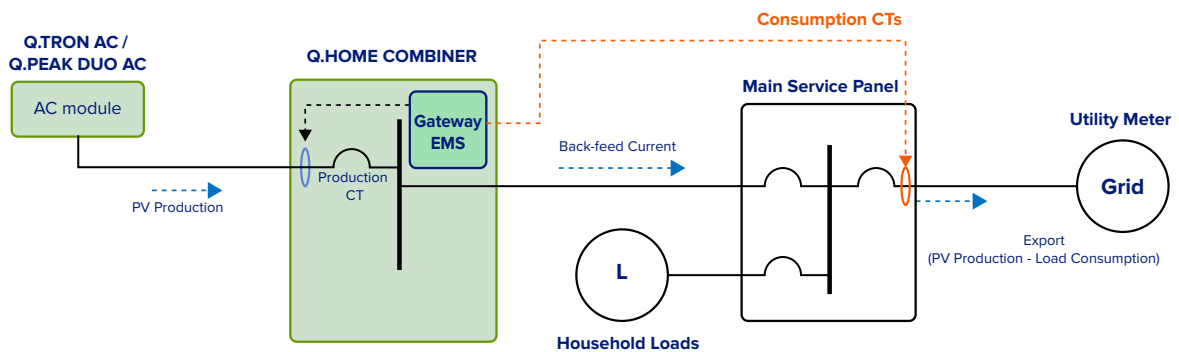 Q.TRON AC /
Q.PEAK DUO AC
AC module
PV Production
Q.HOME COMBINER
Gateway
EMS
Production
CT
Back-feed Current
Consumption CTs
Main Service Panel
L
Household Loads
Utility Meter
Grid
Export
(PV Production - Load Consumption)